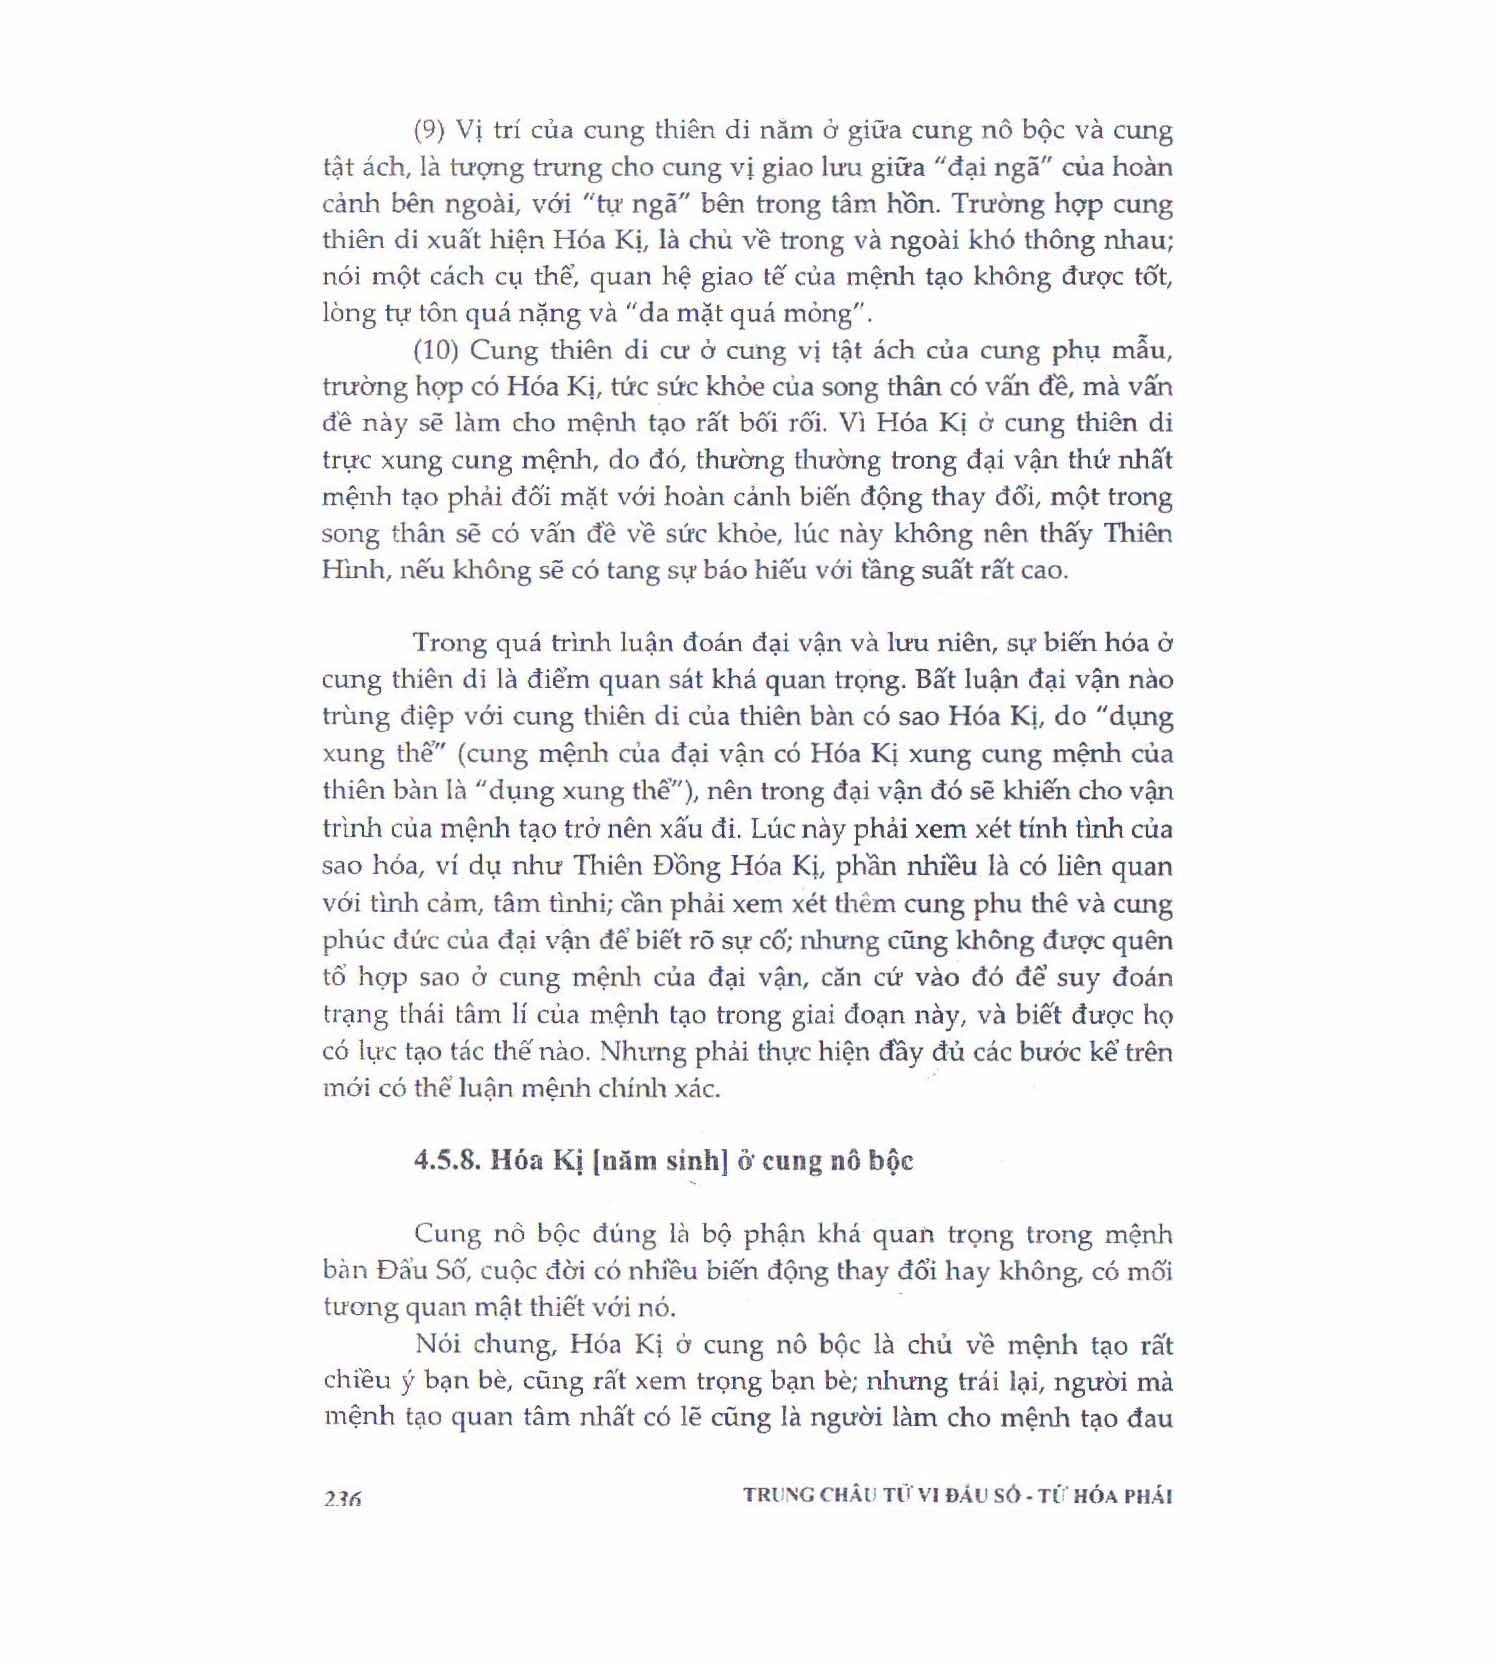 (9) Vị trí của cung thiên di năm ở giữa cung nô bộc và cung
tật ách, là tượng trưng cho cung vị giao lưu giữa "đại ngã" của hoàn
cảnh bên ngoài, với "tự ngã" bên trong tâm hồn. Trường hợp cung
thiên di xuất hiện Hóa Kị, là chủ về trong và ngoài khó thông nhau;
nói một cách cụ thể, quan hệ giao tế của mệnh tạo không được tốt,
lòng tự tôn quá nặng và "da mặt quá mỏng".
(10) Cung thiên di cư ở cung vị tật ách của cung phụ mẫu,
trường hợp có Hóa Kị, tức sức khỏe của song thân có vấn đề, mà vấn
đề này sẽ làm cho mệnh tạo rất bối rối. Vì Hóa Kị ở cung thiên di
trực xung cung mệnh, do đó, thường thường trong đại vận thứ nhất
mệnh tạo phải đối mặt với hoàn cảnh biến động thay đổi, một trong
song thân sẽ có vấn đề về sức khỏe, lúc này không nên thấy Thiên
Hình, nếu không sẽ có tang sự báo hiếu với tầng suất rất cao.
Trong quá trình luận đoán đại vận và lưu niên, sự biến hóa ở
cung thiên di là điểm quan sát khá quan trọng. Bất luận đại vận nào
trùng điệp với cung thiên di của thiên bàn có sao Hóa Kị, do "dụng
xung thể" (cung mệnh của đại vận có Hóa Kị xung cung mệnh của
thiên bàn là "dụng xung thể"), nên trong đại vận đó sẽ khiến cho vận
trình của mệnh tạo trở nên xấu đi. Lúc này phải xem xét tính tình của
sao hóa, ví dụ như Thiên Đồng Hóa Kị, phần nhiều là có liên quan
với tình cảm, tâm tìnhi; cần phải xem xét thêm cung phu thê và cung
phúc đức của đại vận để biết rõ sự cố; nhưng cũng không được quên
tổ hợp sao ở cung mệnh của đại vận, căn cứ vào đó để suy đoán
trạng thái tâm lí của mệnh tạo trong giai đoạn này, và biết được họ
có lực tạo tác thế nào. Nhưng phải thực hiện đầy đủ các bước kể trên
mới có thể luận mệnh chính xác.
4.5.8. Hóa Kị [năm sinh] ở cung nô bộc
Cung nô bộc đúng là bộ phận khá quan trọng trong mệnh
bàn Đẩu Số, cuộc đời có nhiều biến động thay đổi hay không, có mối
tương quan mật thiết với nó.
Nói chung, Hóa Kị ở cung nô bộc là chủ về mệnh tạo rất
chiều ý bạn bè, cũng rất xem trọng bạn bè; nhưng trái lại, người mà
mệnh tạo quan tâm nhất có lẽ cũng là người làm cho mệnh tạo đau
236 TRUNG CHÂU TỬ VI ĐẨU SỐ - TỨ HÓA PHÁI